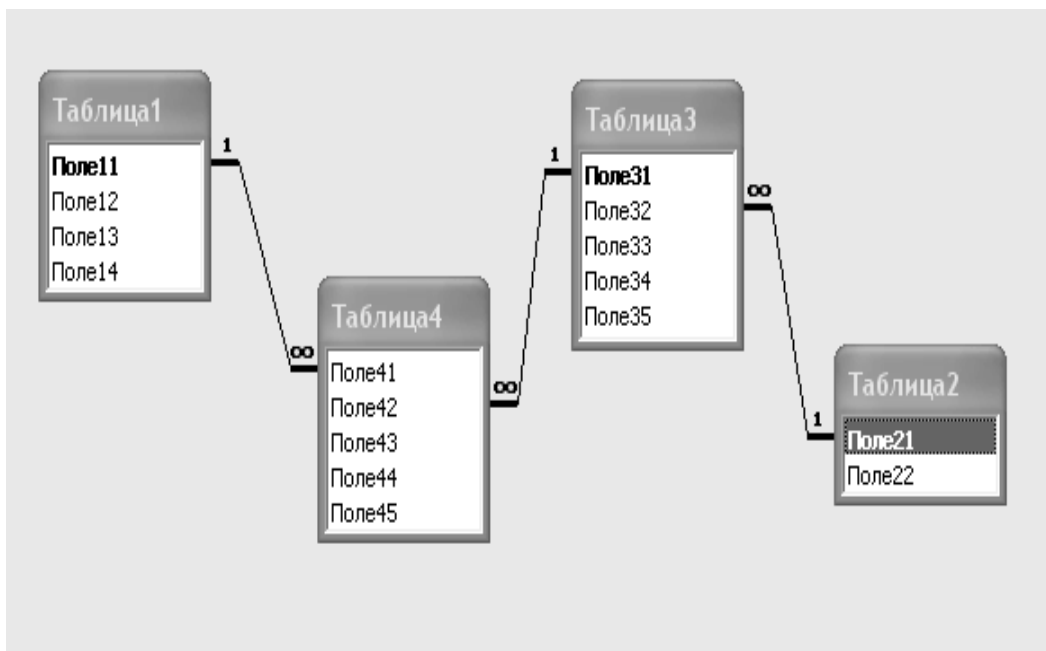 Таблица1
Поле11
Поле12
Поле13
Поле14
1
∞
Таблица4
Поле41
Поле42
Поле43
Поле44
Поле45
∞
1
Таблица3
Поле31
Поле32
Поле33
Поле34
Поле35
∞
1
Таблица2
Поле21
Поле22